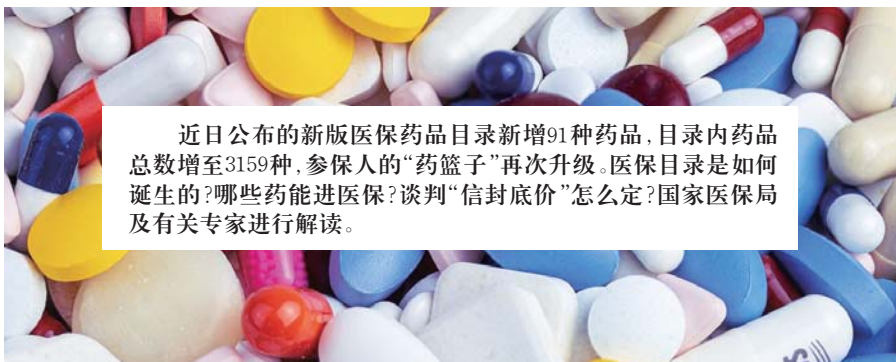 近日公布的新版医保药品目录新增91种药品,目录内药品
总数增至3159种,参保人的“药篮子”再次升级。医保目录是如何
诞生的?哪些药能进医保?谈判“信封底价”怎么定?国家医保局
及有关专家进行解读。